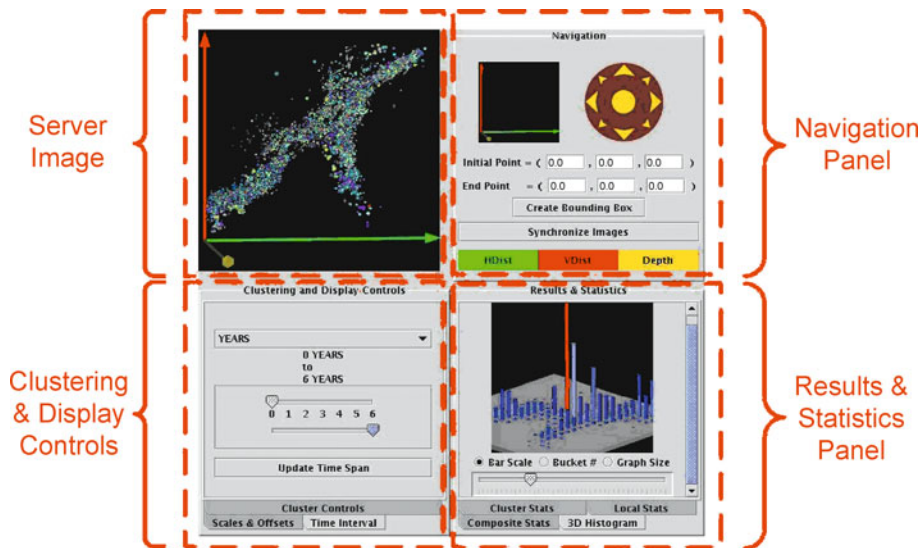 Server
Image
Navigation
Initial Point = ( 0.0 , 0.0 , 0.0 )
End Point = ( 0.0 , 0.0 , 0.0 )
Create Bounding Box
Synchronize Images
HDist VDist Depth
Navigation
Panel
Clustering
& Display
Controls
Clustering and Display-Controls
YEARS
0 YEARS
to
6 YEARS
0 1 2 3 4 5 6
Update Time Span
Cluster Controls
Scales & Offsets Time Interval
Results & Statistics
Bar Scale Bucket # Graph Size
Cluster Stats Local Stats
Composite Stats 3D Histogram
Results &
Statistics
Panel